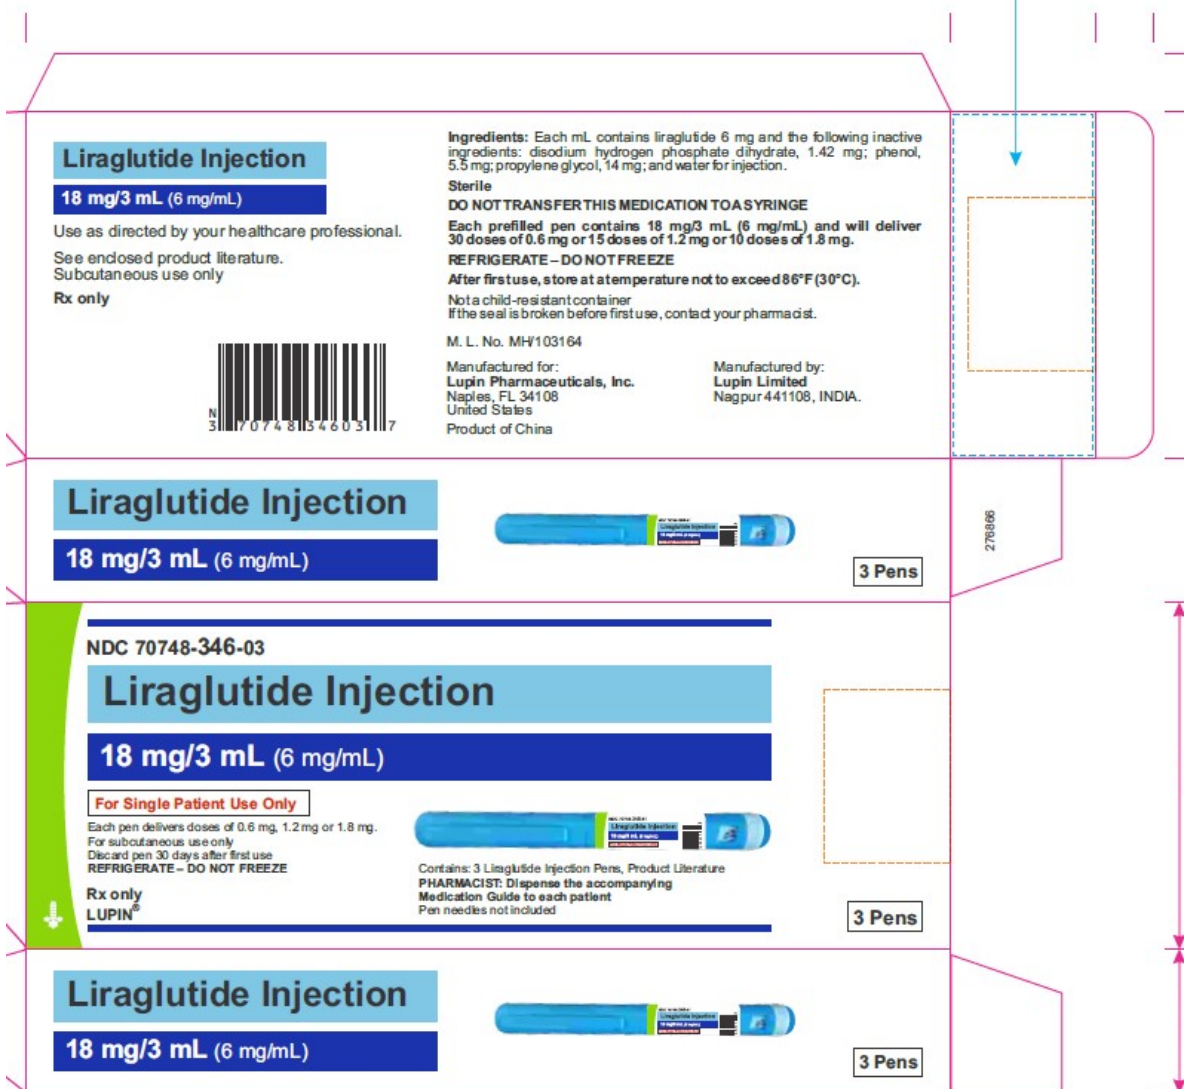 Liraglutide Injection
18 mg/3 mL (6 mg/mL)
Use as directed by your healthcare professional.
See enclosed product literature.
Subcutaneous use only
Rx only
N
3 70748 34603 7
Ingredients: Each mL contains liraglutide 6 mg and the following inactive
ingredients: disodium hydrogen phosphate dihydrate, 1.42 mg; phenol,
5.5 mg; propylene glycol, 14 mg; and water for injection.
Sterile
DO NOT TRANSFER THIS MEDICATION TO A SYRINGE
Each prefilled pen contains 18 mg/3 mL (6 mg/mL) and will deliver
30 doses of 0.6 mg or 15 doses of 1.2 mg or 10 doses of 1.8 mg.
REFRIGERATE – DO NOT FREEZE
After first use, store at a temperature not to exceed 86°F (30°C).
Not a child-resistant container
If the seal is broken before first use, contact your pharmacist.
M. L. No. MH/103164
Manufactured for:
Lupin Pharmaceuticals, Inc.
Naples, FL 34108
United States
Product of China
Manufactured by:
Lupin Limited
Nagpur 441108, INDIA.
Liraglutide Injection
18 mg/3 mL (6 mg/mL)
Liraglutide Injection
3 Pens
276866
NDC 70748-346-03
Liraglutide Injection
18 mg/3 mL (6 mg/mL)
For Single Patient Use Only
Each pen delivers doses of 0.6 mg, 1.2 mg or 1.8 mg.
For subcutaneous use only
Discard pen 30 days after first use
REFRIGERATE – DO NOT FREEZE
Rx only
LUPIN®
Liraglutide Injection
Contains: 3 Liraglutide Injection Pens, Product Literature
PHARMACIST: Dispense the accompanying
Medication Guide to each patient
Pen needles not included
3 Pens
Liraglutide Injection
18 mg/3 mL (6 mg/mL)
Liraglutide Injection
3 Pens